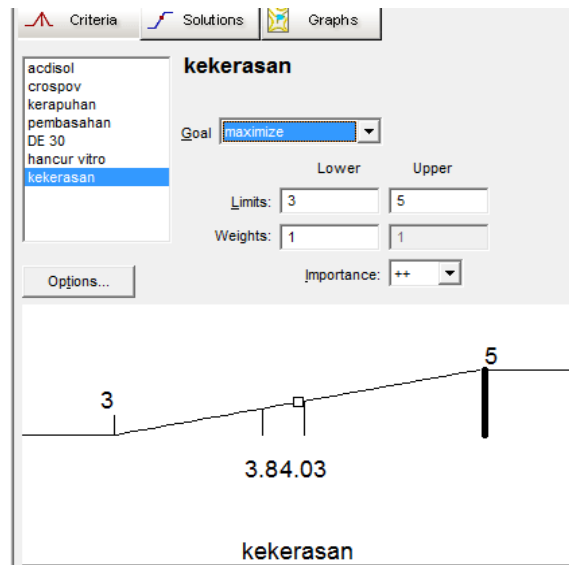 Criteria Solutions Graphs
acdisol
crospov
kerapuhan
pembasahan
DE 30
hancur vitro
kekerasan
kekerasan
Goal maximize
Lower Upper
Limits: 3 5
Weights: 1 1
Importance: ++
Options...
3
5
3.84.03
kekerasan